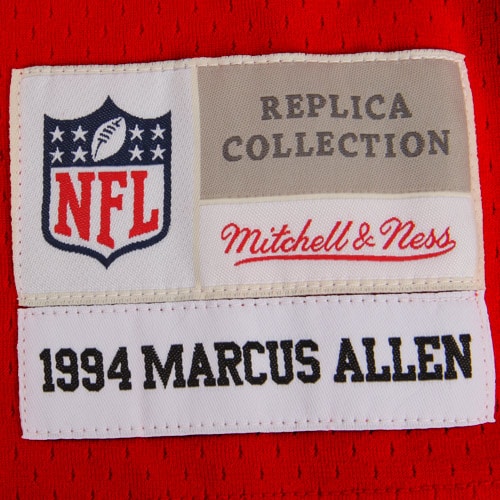 NFL
REPLICA
COLLECTION
Mitchell & Ness
1994 MARCUS ALLEN